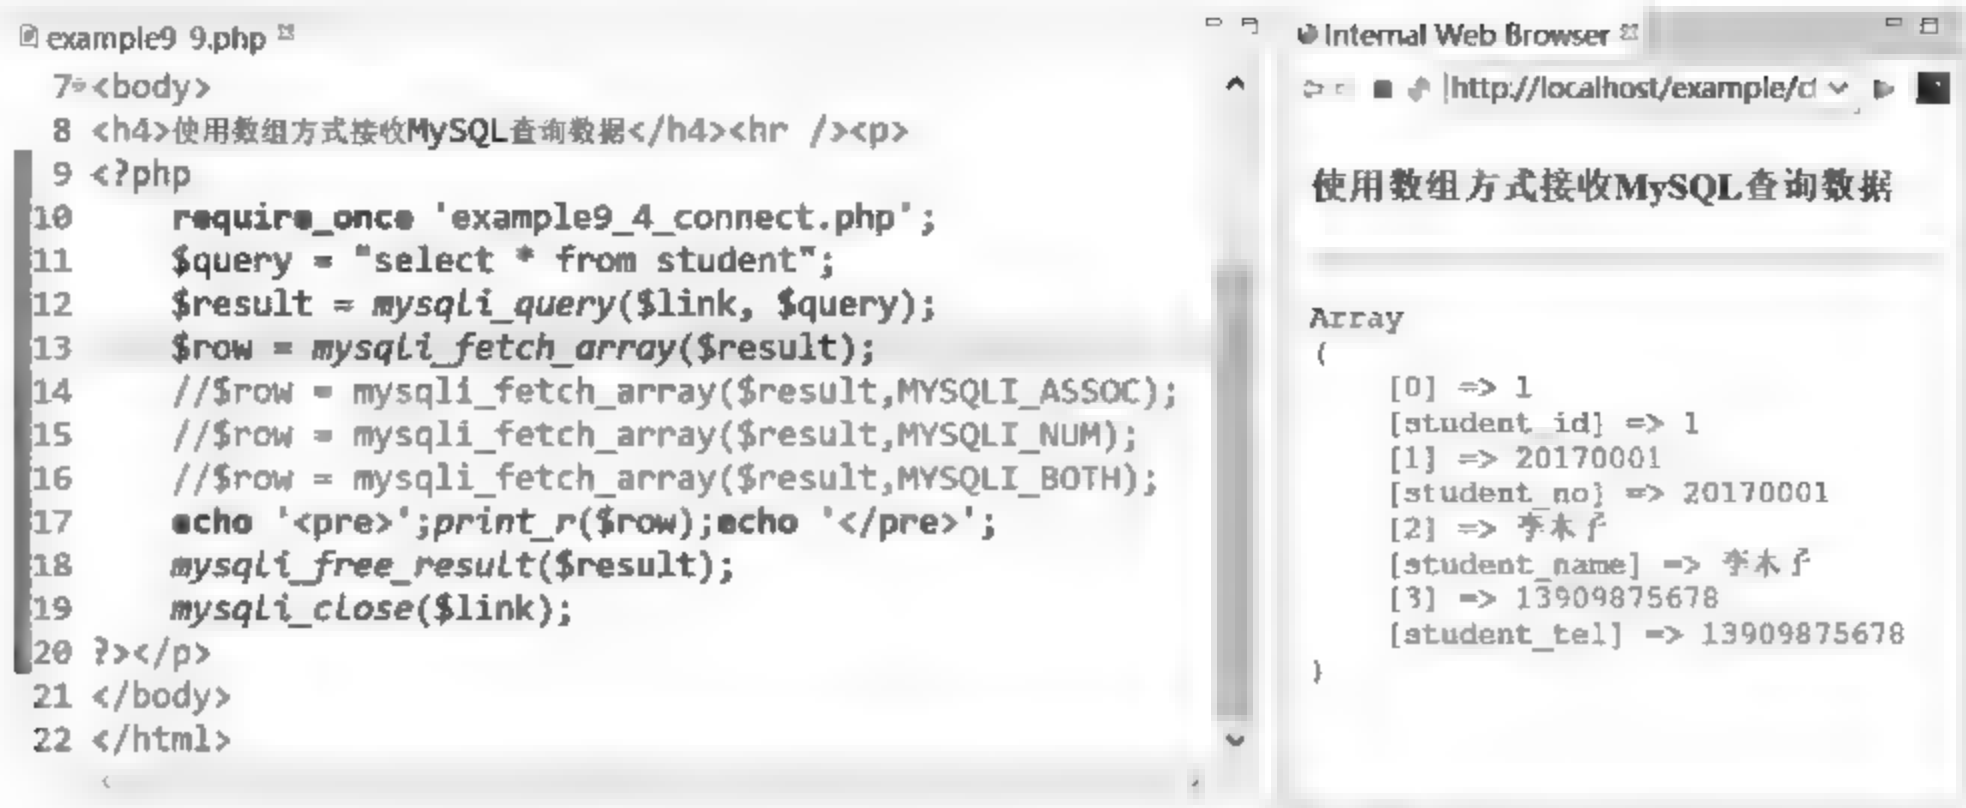 example9 9.php
7 <body>
8 <h4>使用数组方式接收MySQL查询数据</h4><hr /><p>
9 <?php
10 require_once 'example9_4_connect.php';
11 $query = "select * from student";
12 $result = mysqli_query($link, $query);
13 $row = mysqli_fetch_array($result);
14 //$row = mysqli_fetch_array($result,MYSQLI_ASSOC);
15 //$row = mysqli_fetch_array($result,MYSQLI_NUM);
16 //$row = mysqli_fetch_array($result,MYSQLI_BOTH);
17 echo '<pre>';print_r($row);echo '</pre>';
18 mysqli_free_result($result);
19 mysqli_close($link);
20 ?></p>
21 </body>
22 </html>
Internal Web Browser
http://localhost/example/c
使用数组方式接收MySQL查询数据
Array
(
[0] => 1
[student_id] => 1
[1] => 20170001
[student_no] => 20170001
[2] => 李木子
[student_name] => 李木子
[3] => 13909875678
[student_tel] => 13909875678
)